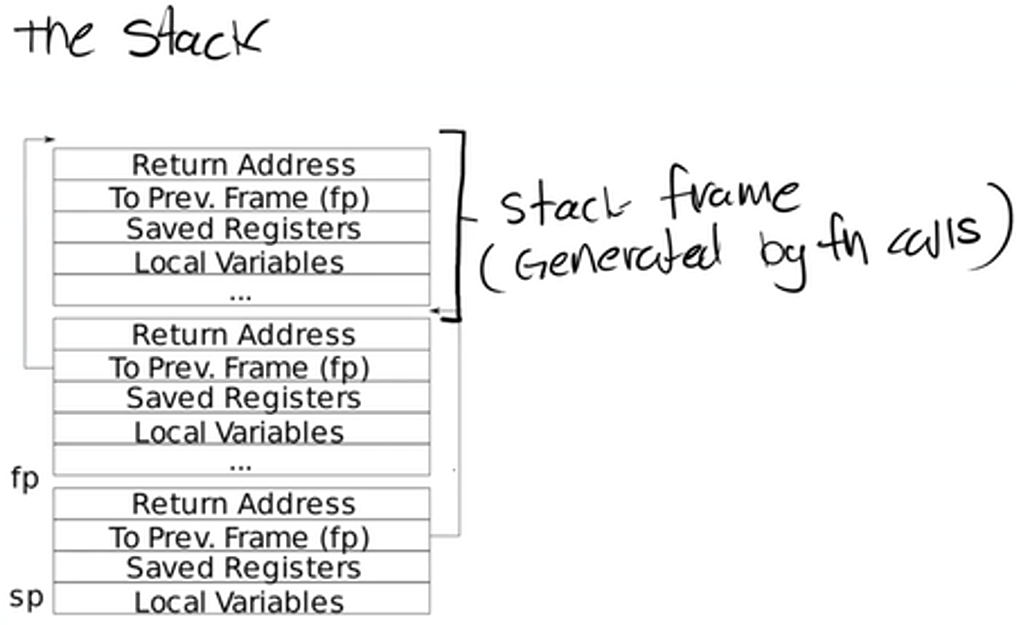 the Stack
Return Address
To Prev. Frame (fp)
Saved Registers
Local Variables
...
stack frame
(Generated by fn calls)
Return Address
To Prev. Frame (fp)
Saved Registers
Local Variables
...
fp
Return Address
To Prev. Frame (fp)
Saved Registers
sp
Local Variables